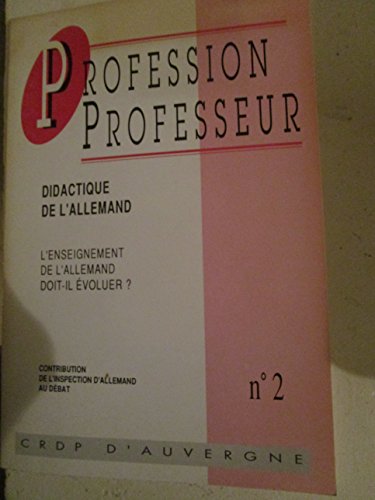 PROFESSION
PROFESSEUR
DIDACTIQUE
DE L'ALLEMAND
L'ENSEIGNEMENT
DE L'ALLEMAND
DOIT-IL ÉVOLUER ?
CONTRIBUTION
DE L'INSPECTION D'ALLEMAND
AU DÉBAT
n° 2
CRDP D'AUVERGNE